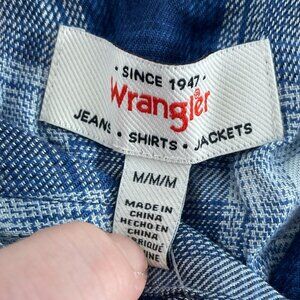 • SINCE 1947 •
Wrangler
JEANS • SHIRTS • JACKETS
M/M/M
MADE IN
CHINA
HECHO EN
CHINA